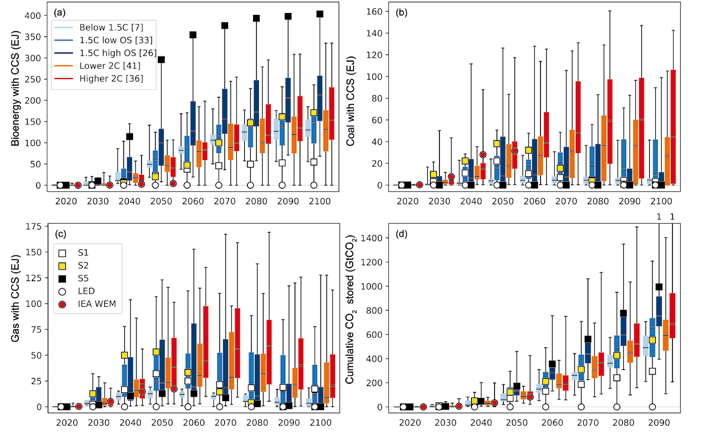 (a)
Bioenergy with CCS (EJ)
400
350
300
250
200
150
100
50
0
Below 1.5C [7]
1.5C low OS [33]
1.5C high OS [26]
Lower 2C [41]
Higher 2C [36]
2020 2030 2040 2050 2060 2070 2080 2090 2100
(b)
Coal with CCS (EJ)
160
140
120
100
80
60
40
20
0
2020 2030 2040 2050 2060 2070 2080 2090 2100
(c)
Gas with CCS (EJ)
175
150
125
100
75
50
25
0
S1
S2
S5
LED
IEA WEM
2020 2030 2040 2050 2060 2070 2080 2090 2100
1 1
(d)
Cumulative CO2 stored (GtCO2)
1400
1200
1000
800
600
400
200
0
2020 2030 2040 2050 2060 2070 2080 2090